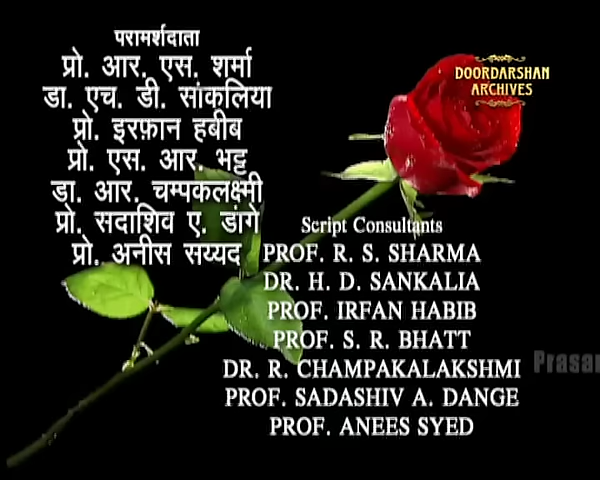 परामर्शदाता
प्रो. आर. एस. शर्मा
डा. एच. डी. सांकलिया
प्रो. इरफ़ान हबीब
प्रो. एस. आर. भट्ट
डा. आर. चम्पकलक्ष्मी
प्रो. सदाशिव ए. डांगे
प्रो. अनीस सय्यद
DOORDARSHAN
ARCHIVES
Script Consultants
PROF. R. S. SHARMA
DR. H. D. SANKALIA
PROF. IRFAN HABIB
PROF. S. R. BHATT
DR. R. CHAMPAKALAKSHMI
PROF. SADASHIV A. DANGE
PROF. ANEES SYED